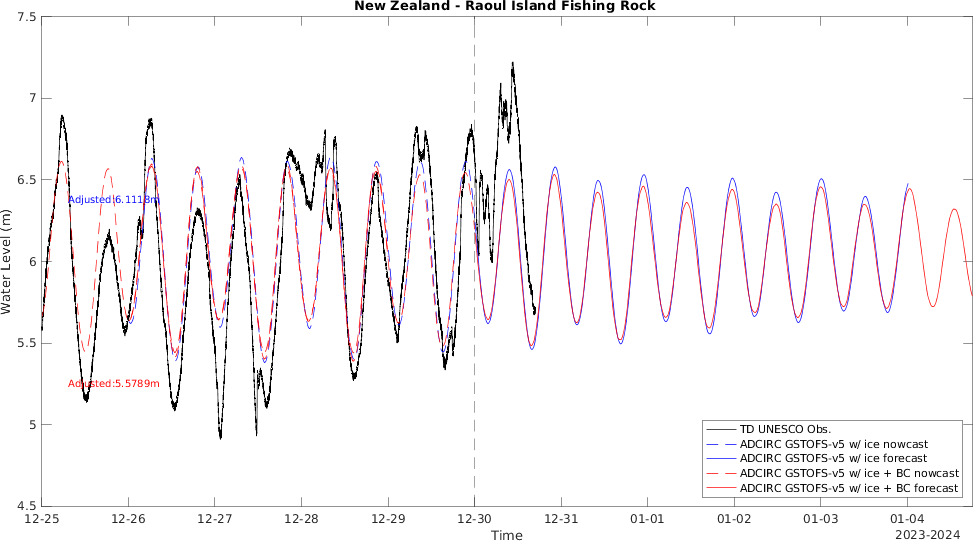 New Zealand - Raoul Island Fishing Rock
7.5
7
6.5
6
5.5
5
4.5
Water Level (m)
Adjusted:6.1113m
Adjusted:5.5789m
TD UNESCO Obs.
ADCIRC GSTOFS-v5 w/ ice nowcast
ADCIRC GSTOFS-v5 w/ ice forecast
ADCIRC GSTOFS-v5 w/ ice + BC nowcast
ADCIRC GSTOFS-v5 w/ ice + BC forecast
12-25 12-26 12-27 12-28 12-29 12-30 12-31 01-01 01-02 01-03 01-04
Time
2023-2024